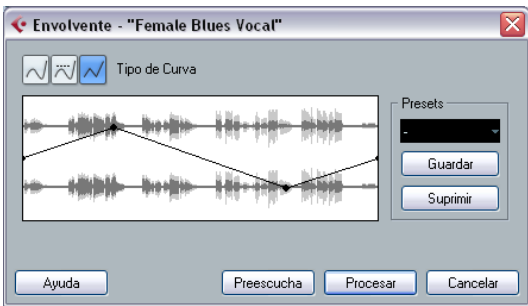 Envolvente - "Female Blues Vocal"
Tipo de Curva
Presets
-
Guardar
Suprimir
Ayuda
Preescucha
Procesar
Cancelar